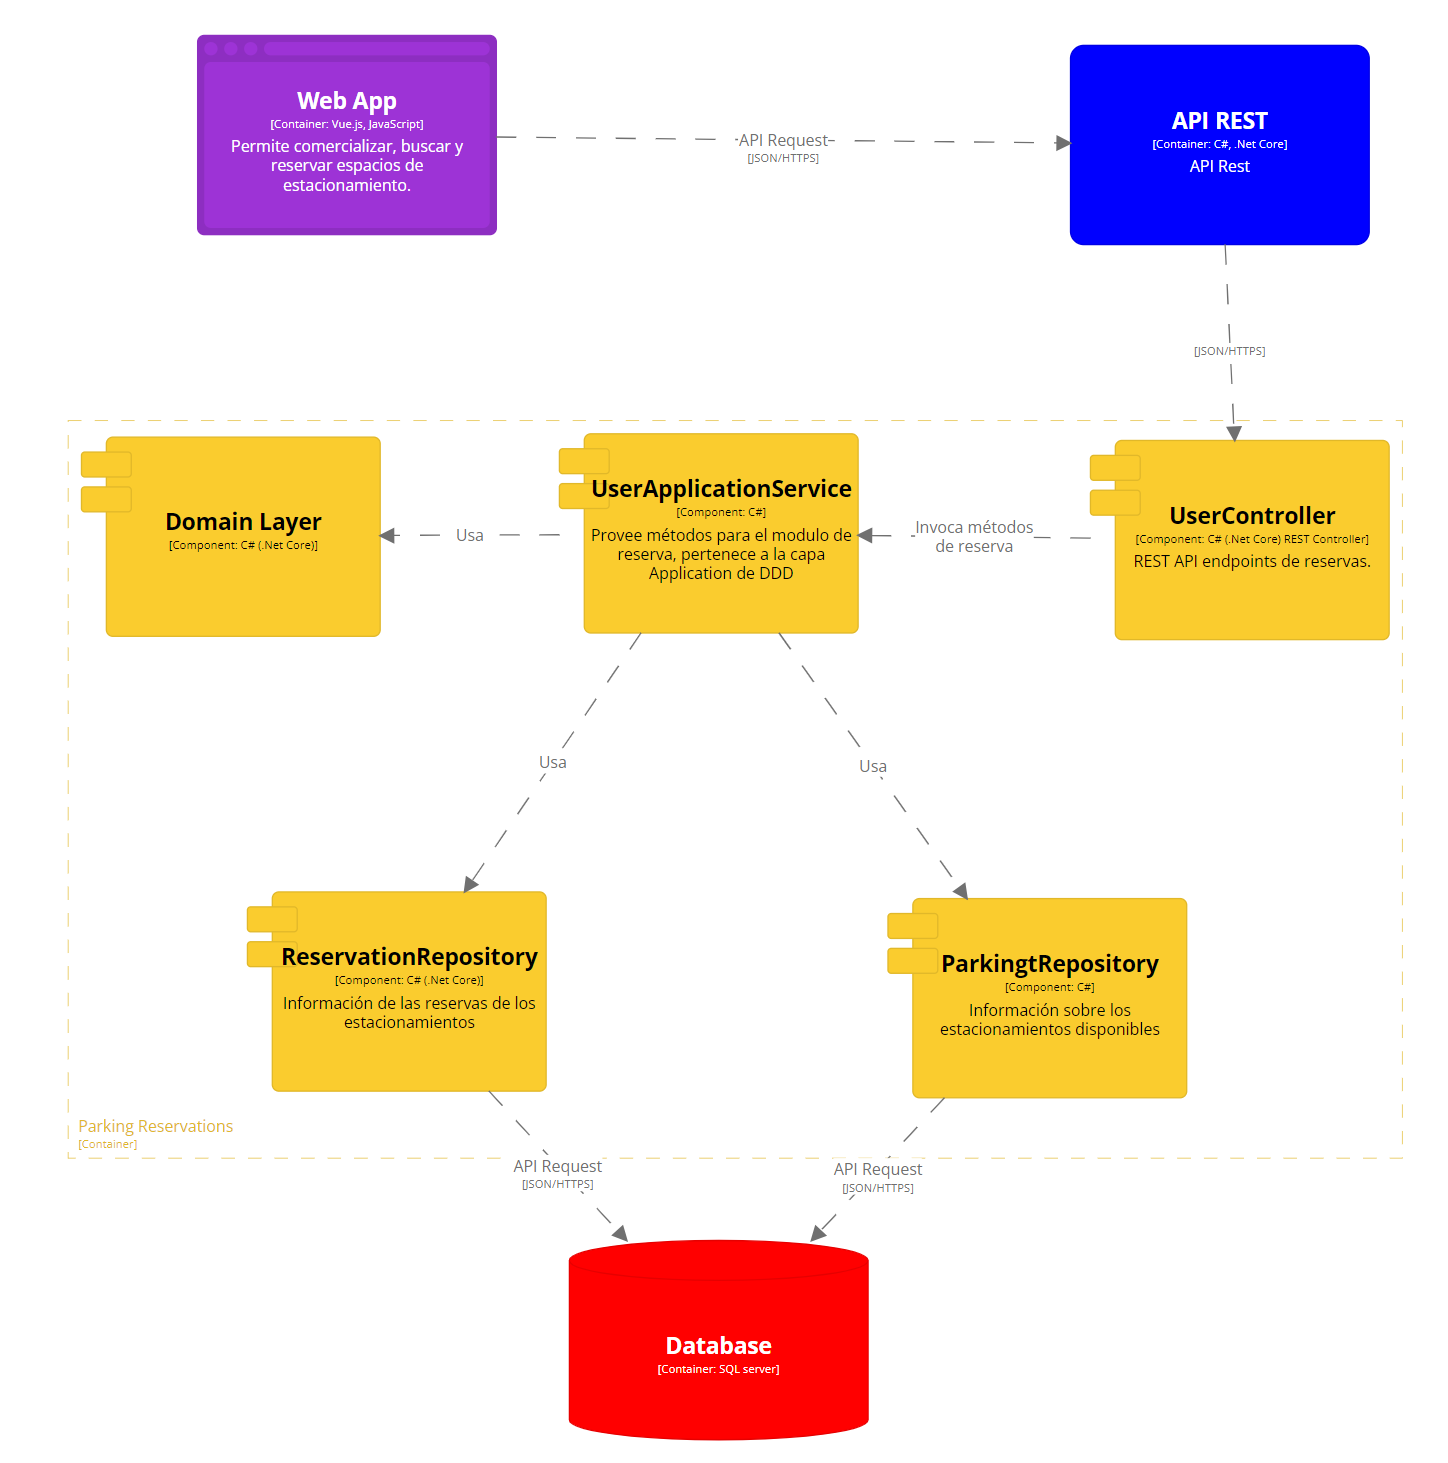 Web App
[Container: Vue.js, JavaScript]
Permite comercializar, buscar y
reservar espacios de
estacionamiento.
API Request
[JSON/HTTPS]
API REST
[Container: C#, .Net Core]
API Rest
[JSON/HTTPS]
Domain Layer
[Component: C# (.Net Core)]
Usa
UserApplicationService
[Component: C#]
Provee métodos para el modulo de
reserva, pertenece a la capa
Application de DDD
Invoca métodos
de reserva
UserController
[Component: C# (.Net Core) REST Controller]
REST API endpoints de reservas.
Usa
Usa
ReservationRepository
[Component: C# (.Net Core)]
Información de las reservas de los
estacionamientos
ParkingtRepository
[Component: C#]
Información sobre los
estacionamientos disponibles
Parking Reservations
[Container]
API Request
[JSON/HTTPS]
API Request
[JSON/HTTPS]
Database
[Container: SQL server]